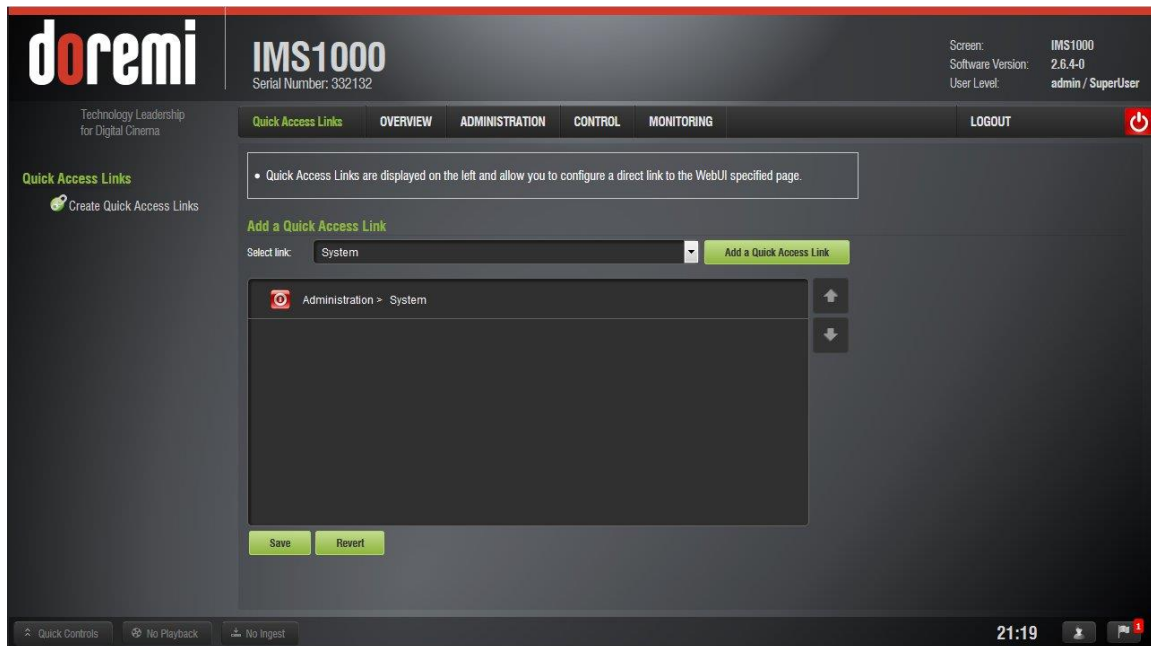 doremi
Technology Leadership
for Digital Cinema
IMS1000
Serial Number: 332132
Screen: IMS1000
Software Version: 2.6.4-0
User Level: admin / SuperUser
Quick Access Links OVERVIEW ADMINISTRATION CONTROL MONITORING LOGOUT
Quick Access Links
Create Quick Access Links
• Quick Access Links are displayed on the left and allow you to configure a direct link to the WebUI specified page.
Add a Quick Access Link
Select link: System Add a Quick Access Link
Administration > System
Save Revert
Quick Controls No Playback No Ingest 21:19 1